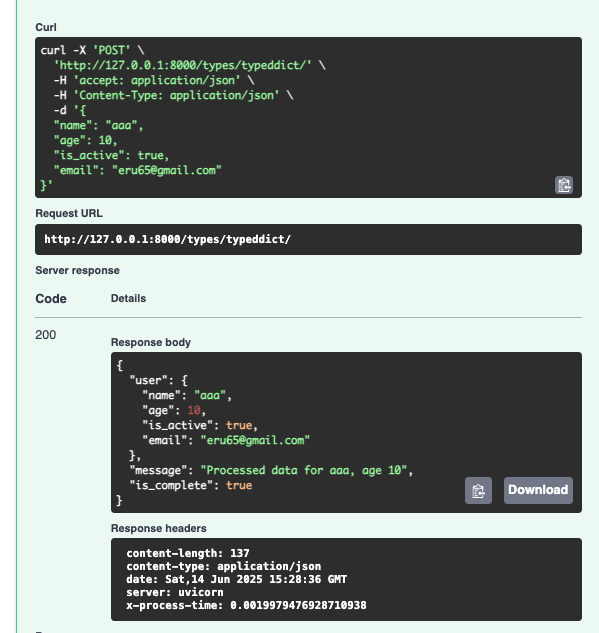 Curl
curl -X 'POST' \
  'http://127.0.0.1:8000/types/typeddict/' \
  -H 'accept: application/json' \
  -H 'Content-Type: application/json' \
  -d '{
  "name": "aaa",
  "age": 10,
  "is_active": true,
  "email": "eru65@gmail.com"
}'
Request URL
http://127.0.0.1:8000/types/typeddict/
Server response
Code Details
200
Response body
{
  "user": {
    "name": "aaa",
    "age": 10,
    "is_active": true,
    "email": "eru65@gmail.com"
  },
  "message": "Processed data for aaa, age 10",
  "is_complete": true
}
Download
Response headers
content-length: 137
content-type: application/json
date: Sat,14 Jun 2025 15:28:36 GMT
server: uvicorn
x-process-time: 0.0019979476928710938